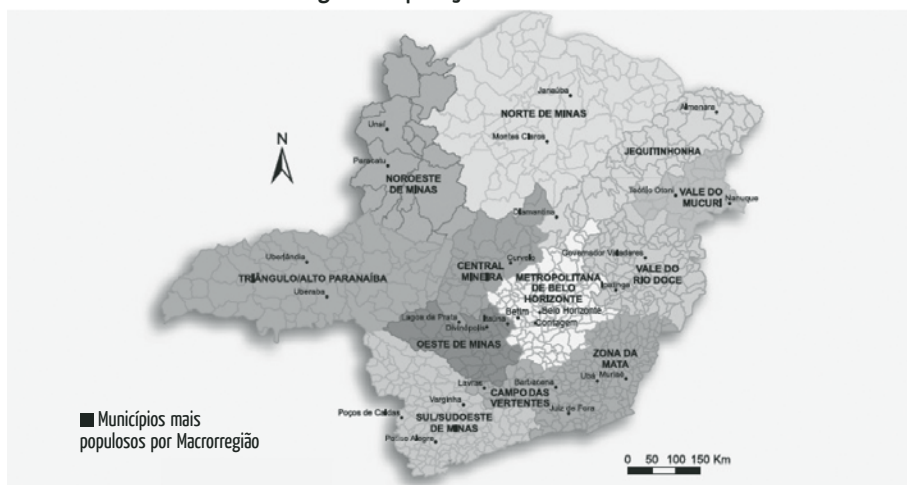 N
Janaúba
NORTE DE MINAS
Montes Claros
Almenara
JEQUITINHONHA
Unaí
Paracatu
NOROESTE
DE MINAS
Teófilo Otoni
VALE DO
MUCURI
Nanuque
Diamantina
Uberlândia
TRIÂNGULO/ALTO PARANAÍBA
Uberaba
CENTRAL
MINEIRA
Curvelo
Governador Valadares
METROPOLITANA
DE BELO
HORIZONTE
Ipatinga
VALE DO
RIO DOCE
Lagoa da Prata
Itaúna
Betim
Belo Horizonte
Contagem
Divinópolis
OESTE DE MINAS
ZONA DA
MATA
Ubá
Muriaé
Lavras
Barbacena
CAMPO DAS
VERTENTES
Varginha
Juiz de Fora
Poços de Caldas
SUL/SUDOESTE
DE MINAS
Pouso Alegre
Municípios mais
populosos por Macrorregião
0 50 100 150 Km